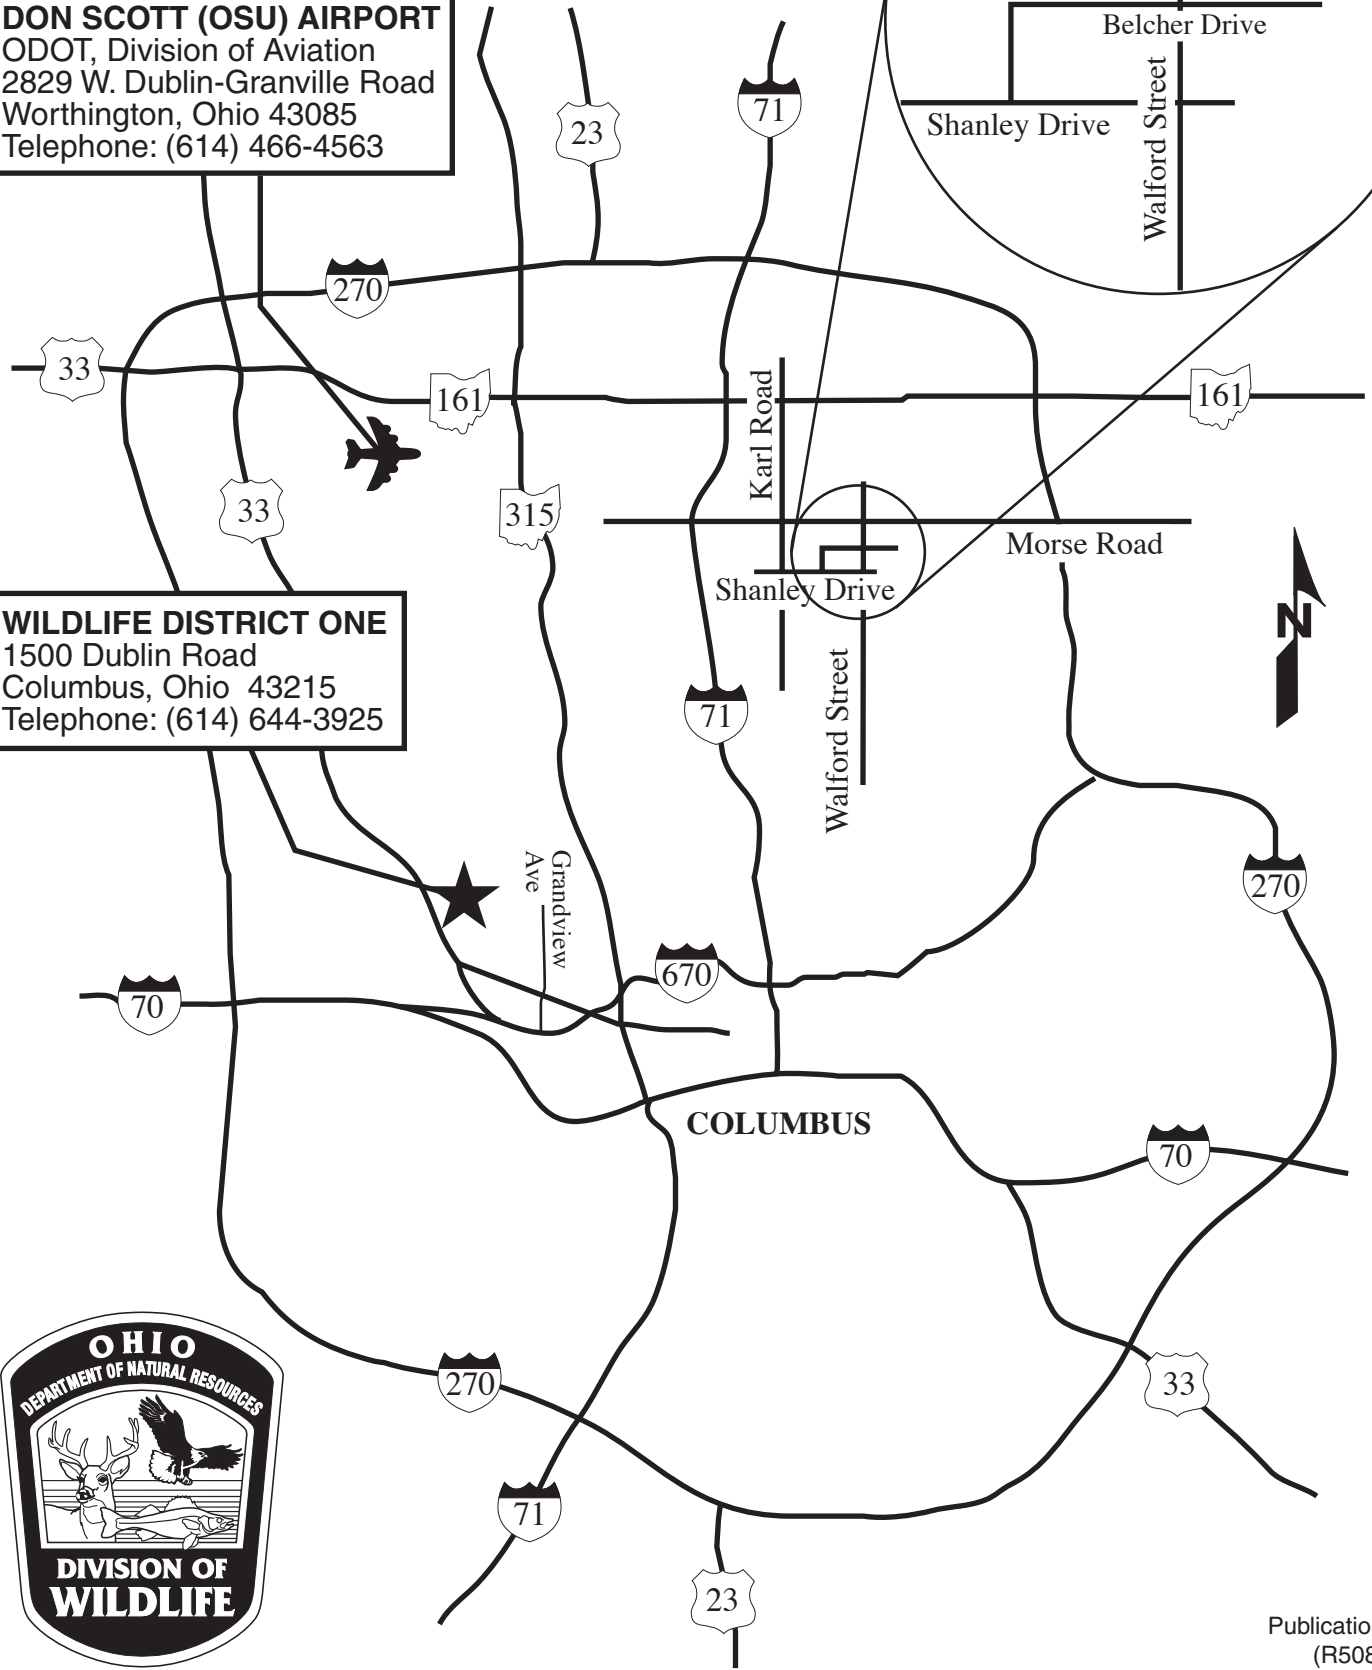 DON SCOTT (OSU) AIRPORT
ODOT, Division of Aviation
2829 W. Dublin-Granville Road
Worthington, Ohio 43085
Telephone: (614) 466-4563
23
71
Belcher Drive
Shanley Drive
Walford Street
270
33
161
Karl Road
161
33
315
Morse Road
Shanley Drive
N
WILDLIFE DISTRICT ONE
1500 Dublin Road
Columbus, Ohio 43215
Telephone: (614) 644-3925
71
Walford Street
Grandview
Ave
270
670
70
COLUMBUS
70
OHIO
DEPARTMENT OF NATURAL RESOURCES
DIVISION OF
WILDLIFE
270
33
71
23
Publicatio
(R508